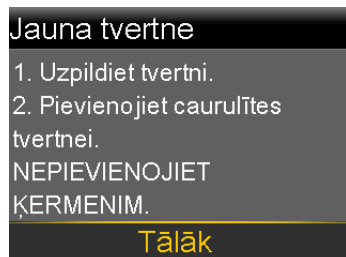 Jauna tvertne
1. Uzpildiet tvertni.
2. Pievienojiet caurulītes
tvertnei.
NEPIEVIENOJIET
ĶERMENIM.
Tālāk